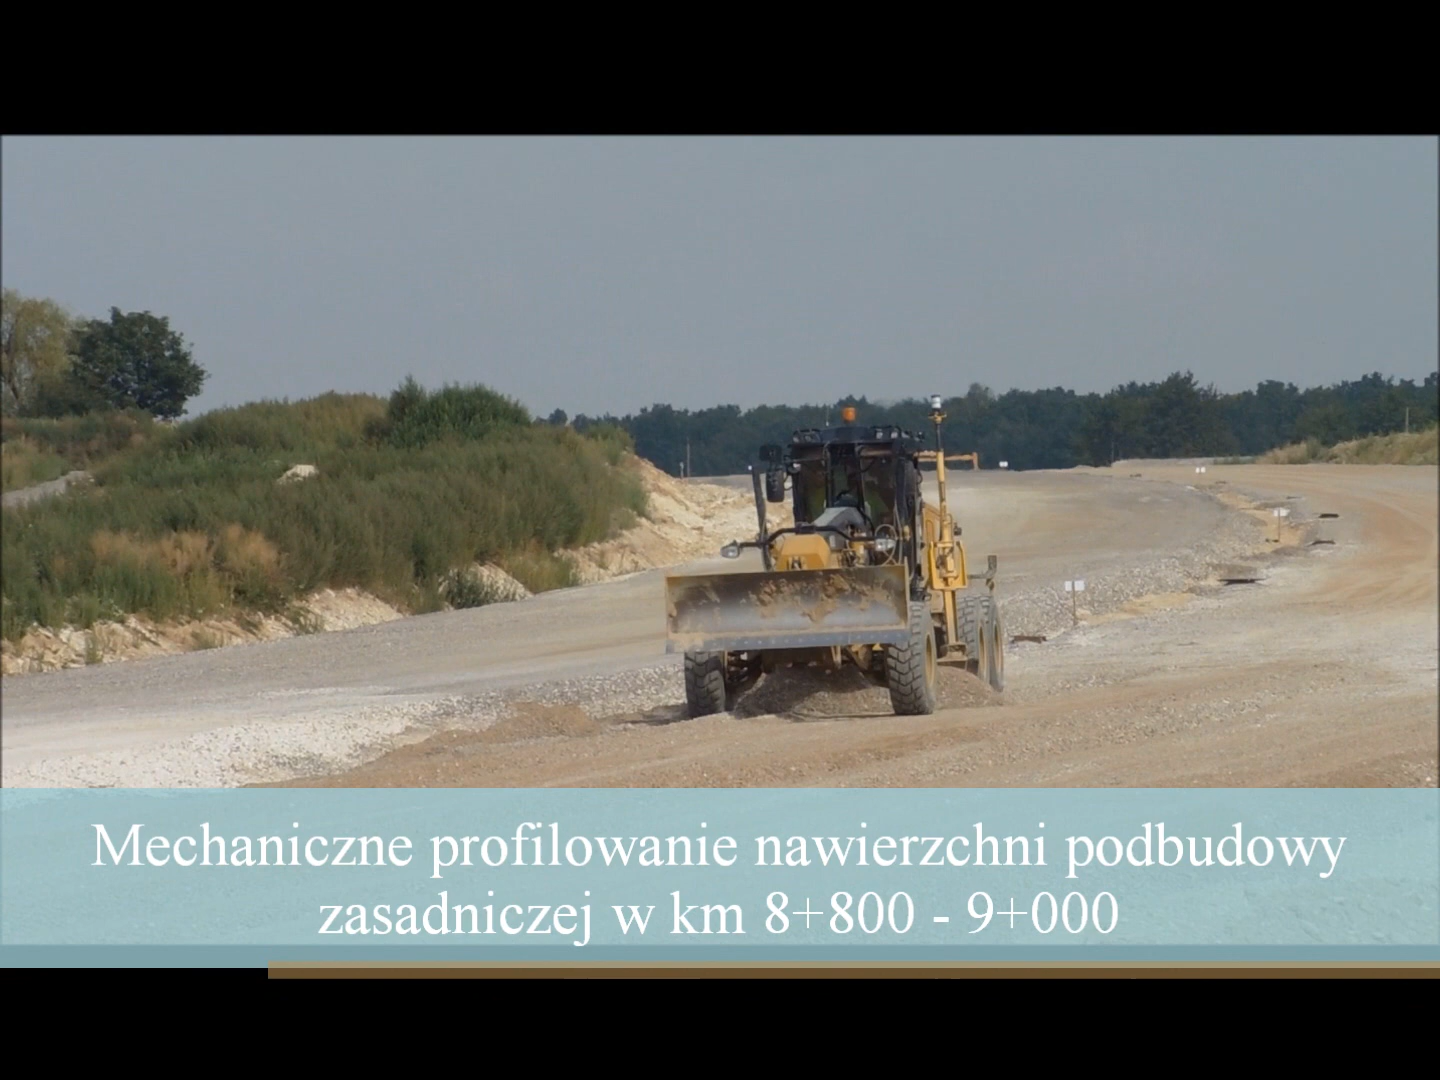 Mechaniczne profilowanie nawierzchni podbudowy
zasadniczej w km 8+800 - 9+000